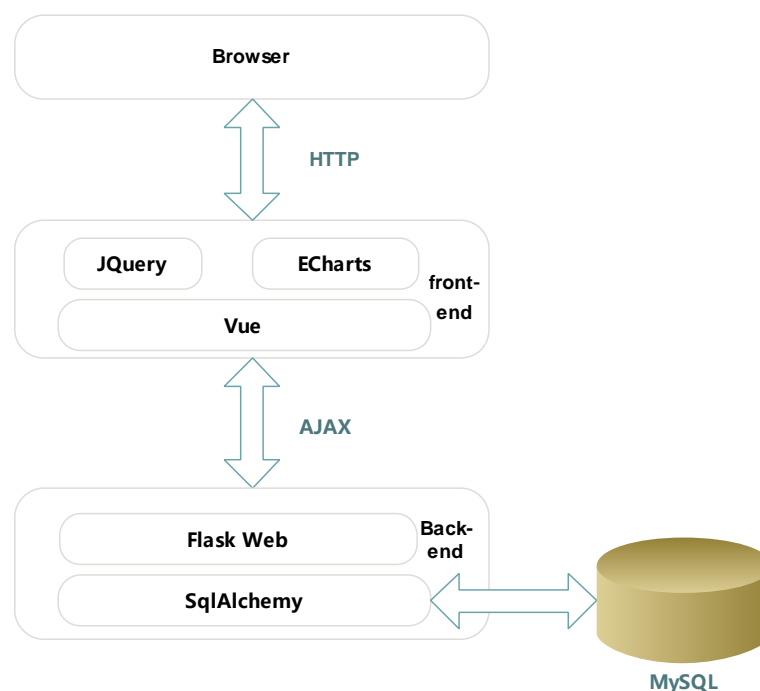 Browser
HTTP
JQuery
ECharts
front-
end
Vue
AJAX
Flask Web
Back-
end
SqlAlchemy
MySQL